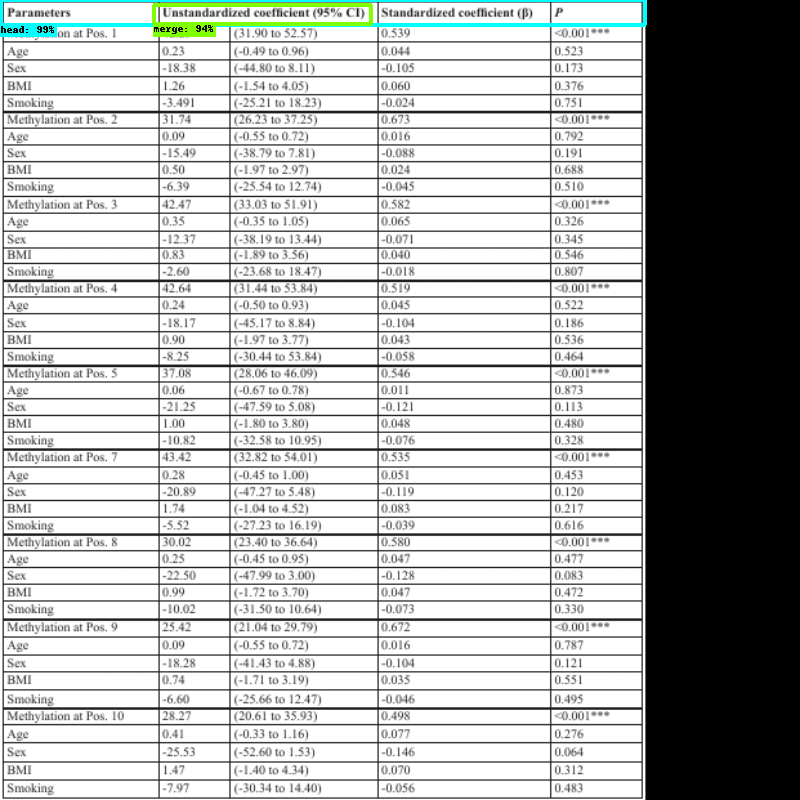 Parameters Unstandardized coefficient (95% CI) Standardized coefficient (β) P
head: 99% merge: 94%
ylation at Pos. 1 (31.90 to 52.57) 0.539 <0.001***
Age 0.23 (-0.49 to 0.96) 0.044 0.523
Sex -18.38 (-44.80 to 8.11) -0.105 0.173
BMI 1.26 (-1.54 to 4.05) 0.060 0.376
Smoking -3.491 (-25.21 to 18.23) -0.024 0.751
Methylation at Pos. 2 31.74 (26.23 to 37.25) 0.673 <0.001***
Age 0.09 (-0.55 to 0.72) 0.016 0.792
Sex -15.49 (-38.79 to 7.81) -0.088 0.191
BMI 0.50 (-1.97 to 2.97) 0.024 0.688
Smoking -6.39 (-25.54 to 12.74) -0.045 0.510
Methylation at Pos. 3 42.47 (33.03 to 51.91) 0.582 <0.001***
Age 0.35 (-0.35 to 1.05) 0.065 0.326
Sex -12.37 (-38.19 to 13.44) -0.071 0.345
BMI 0.83 (-1.89 to 3.56) 0.040 0.546
Smoking -2.60 (-23.68 to 18.47) -0.018 0.807
Methylation at Pos. 4 42.64 (31.44 to 53.84) 0.519 <0.001***
Age 0.24 (-0.50 to 0.93) 0.045 0.522
Sex -18.17 (-45.17 to 8.84) -0.104 0.186
BMI 0.90 (-1.97 to 3.77) 0.043 0.536
Smoking -8.25 (-30.44 to 53.84) -0.058 0.464
Methylation at Pos. 5 37.08 (28.06 to 46.09) 0.546 <0.001***
Age 0.06 (-0.67 to 0.78) 0.011 0.873
Sex -21.25 (-47.59 to 5.08) -0.121 0.113
BMI 1.00 (-1.80 to 3.80) 0.048 0.480
Smoking -10.82 (-32.58 to 10.95) -0.076 0.328
Methylation at Pos. 7 43.42 (32.82 to 54.01) 0.535 <0.001***
Age 0.28 (-0.45 to 1.00) 0.051 0.453
Sex -20.89 (-47.27 to 5.48) -0.119 0.120
BMI 1.74 (-1.04 to 4.52) 0.083 0.217
Smoking -5.52 (-27.23 to 16.19) -0.039 0.616
Methylation at Pos. 8 30.02 (23.40 to 36.64) 0.580 <0.001***
Age 0.25 (-0.45 to 0.95) 0.047 0.477
Sex -22.50 (-47.99 to 3.00) -0.128 0.083
BMI 0.99 (-1.72 to 3.70) 0.047 0.472
Smoking -10.02 (-31.50 to 10.64) -0.073 0.330
Methylation at Pos. 9 25.42 (21.04 to 29.79) 0.672 <0.001***
Age 0.09 (-0.55 to 0.72) 0.016 0.787
Sex -18.28 (-41.43 to 4.88) -0.104 0.121
BMI 0.74 (-1.71 to 3.19) 0.035 0.551
Smoking -6.60 (-25.66 to 12.47) -0.046 0.495
Methylation at Pos. 10 28.27 (20.61 to 35.93) 0.498 <0.001***
Age 0.41 (-0.33 to 1.16) 0.077 0.276
Sex -25.53 (-52.60 to 1.53) -0.146 0.064
BMI 1.47 (-1.40 to 4.34) 0.070 0.312
Smoking -7.97 (-30.34 to 14.40) -0.056 0.483